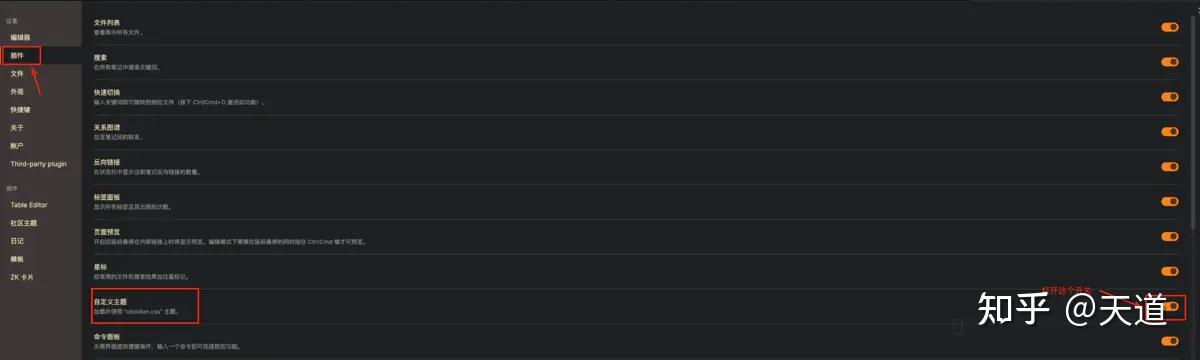 设置
编辑器
插件
文件
外观
快捷键
关于
帐户
Third-party plugin
插件
Table Editor
社区主题
日记
模板
ZK 卡片
文件列表
查看库中所有文件。
搜索
在所有笔记中搜索关键词。
快速切换
输入关键词即可跳转到相应文件（按下 Ctrl/Cmd+O 激活远功能）。
关系图谱
总览笔记间的联系。
反向链接
在状态栏中显示当前笔记反向链接的数量。
标签面板
显示所有标签及其出现的次数。
页面预览
开启后鼠标悬停在内部链接上时将显示预览。编辑模式下需要在鼠标悬停的同时按住 Ctrl/Cmd 键才可预览。
星标
给常用的文件和搜索结果加注星标记。
自定义主题
加载并使用 "obsidian.css" 主题。
打开这个开关
命令面板
无需界面或快捷键操作，输入一个命令即可完成相应功能。
知乎 @天道